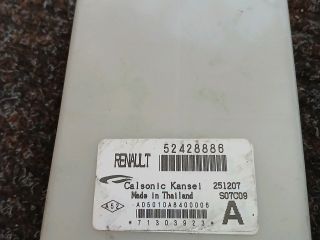 52428886
RENAULT
Calsonic Kansei 251207
Made in Thailand S07C09
A05010A8400006
A
*71303923*